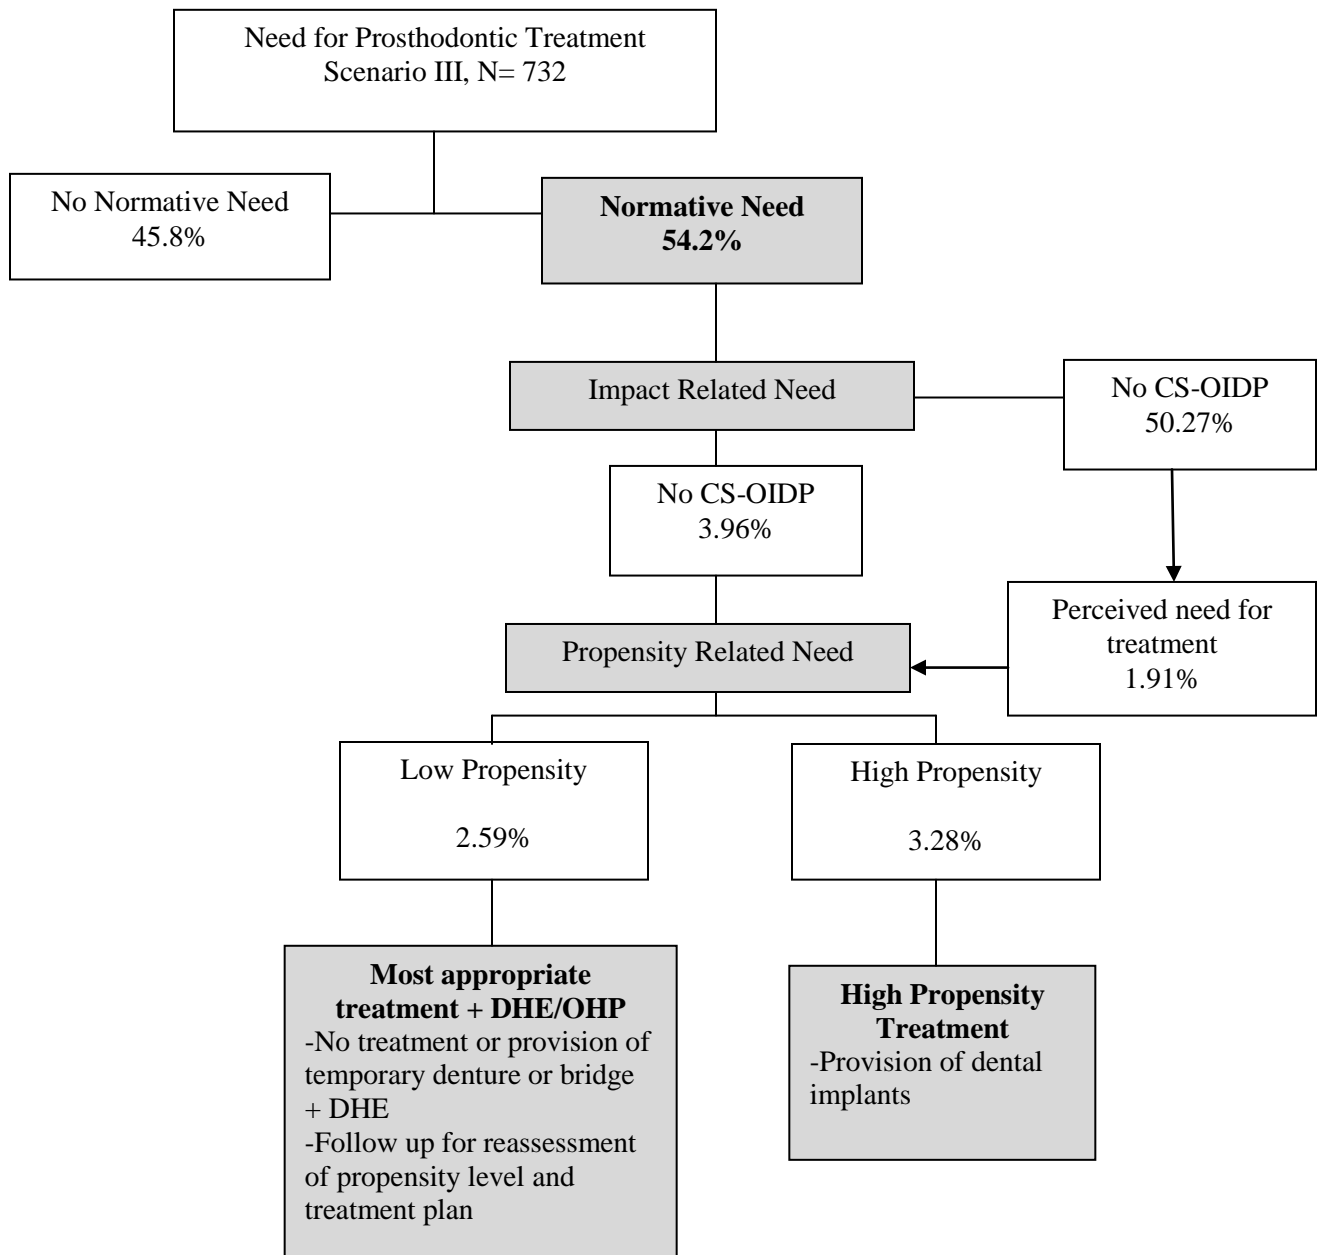 Need for Prosthodontic Treatment
Scenario III, N= 732
No Normative Need
45.8%
Normative Need
54.2%
Impact Related Need
No CS-OIDP
50.27%
No CS-OIDP
3.96%
Perceived need for
treatment
1.91%
Propensity Related Need
Low Propensity
2.59%
High Propensity
3.28%
Most appropriate
treatment + DHE/OHP
-No treatment or provision of
temporary denture or bridge
+ DHE
-Follow up for reassessment
of propensity level and
treatment plan
High Propensity
Treatment
-Provision of dental
implants